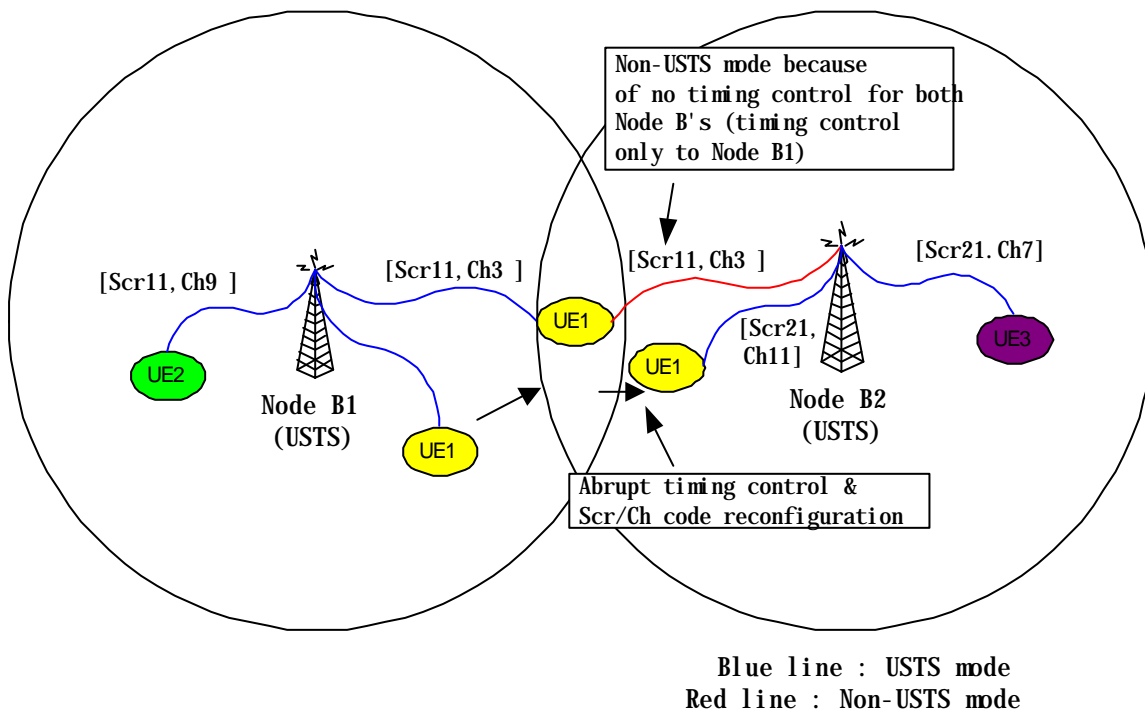 Non-USTS mode because
of no timing control for both
Node B's (timing control
only to Node B1)
[Scr11,Ch9 ]
[Scr11,Ch3 ]
[Scr11,Ch3 ]
[Scr21.Ch7]
UE1
[Scr21,
Ch11]
UE2
UE1
UE3
Node B1
(USTS)
UE1
Node B2
(USTS)
Abrupt timing control &
Scr/Ch code reconfiguration
Blue line : USTS mode
Red line : Non-USTS mode